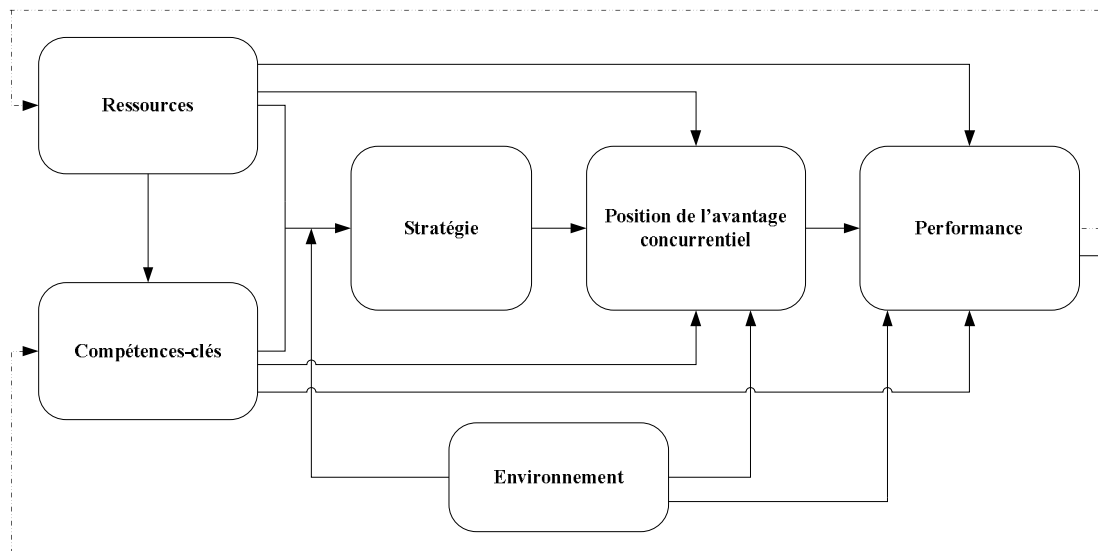 Ressources
Stratégie
Position de l’avantage
concurrentiel
Performance
Compétences-clés
Environnement